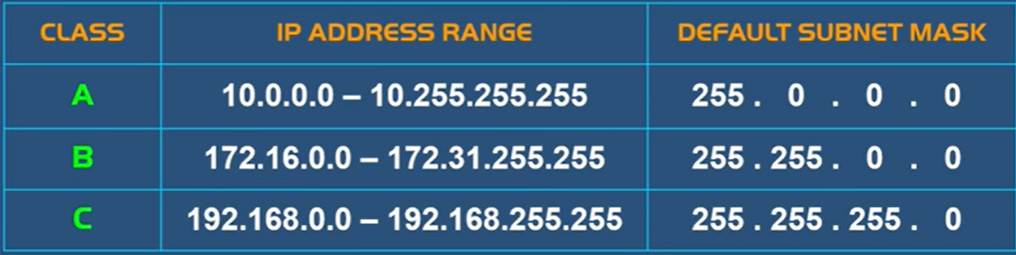 CLASS IP ADDRESS RANGE DEFAULT SUBNET MASK
A 10.0.0.0 – 10.255.255.255 255 . 0 . 0 . 0
B 172.16.0.0 – 172.31.255.255 255 . 255 . 0 . 0
C 192.168.0.0 – 192.168.255.255 255 . 255 . 255 . 0